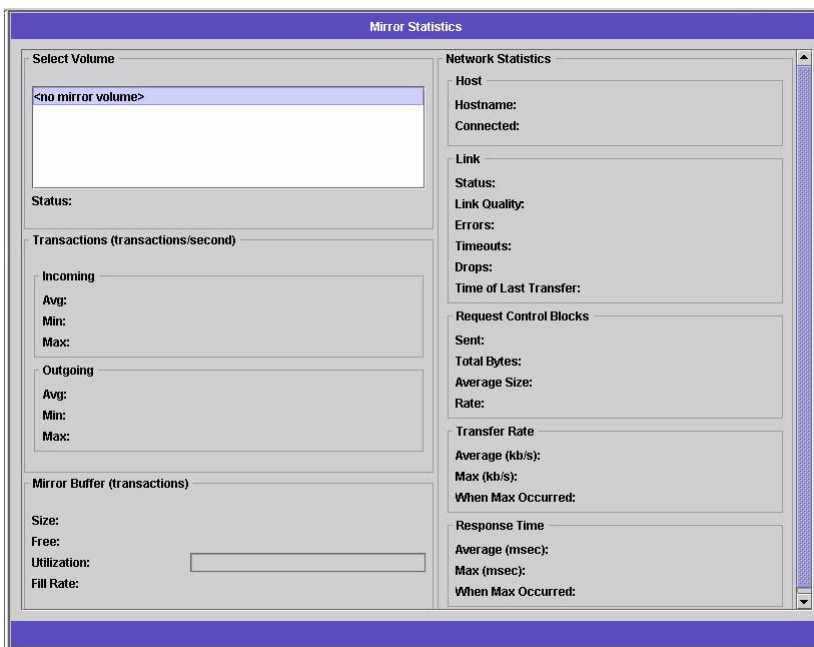 Mirror Statistics
Select Volume
<no mirror volume>
Status:
Transactions (transactions/second)
Incoming
Avg:
Min:
Max:
Outgoing
Avg:
Min:
Max:
Mirror Buffer (transactions)
Size:
Free:
Utilization:
Fill Rate:
Network Statistics
Host
Hostname:
Connected:
Link
Status:
Link Quality:
Errors:
Timeouts:
Drops:
Time of Last Transfer:
Request Control Blocks
Sent:
Total Bytes:
Average Size:
Rate:
Transfer Rate
Average (kb/s):
Max (kb/s):
When Max Occurred:
Response Time
Average (msec):
Max (msec):
When Max Occurred: